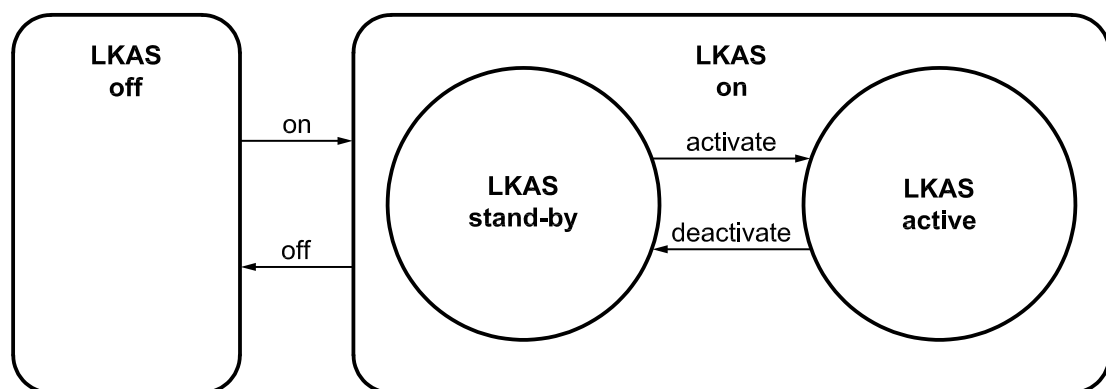 LKAS
off
on
off
LKAS
on
LKAS
stand-by
activate
deactivate
LKAS
active